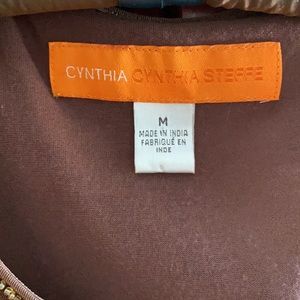 CYNTHIA CYNTHIA STEFFE
M
MADE IN INDIA
FABRIQUÉ EN
INDE